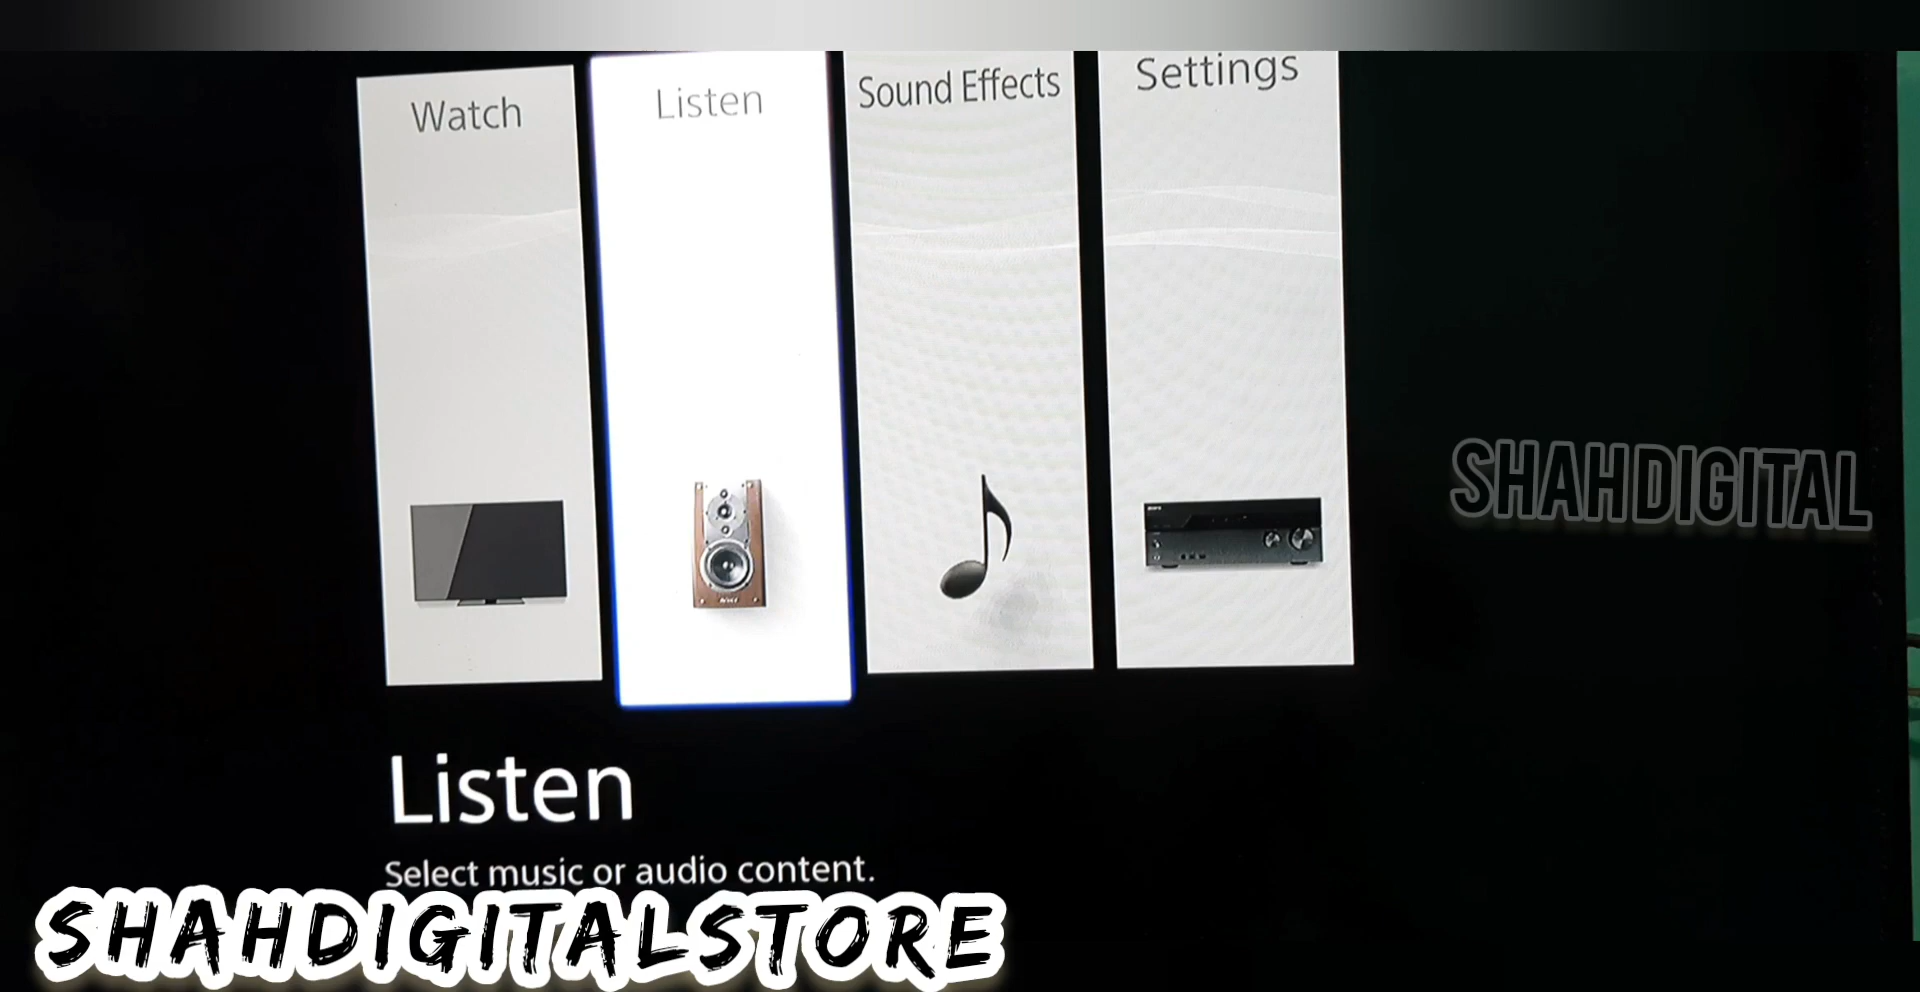 Watch
Listen
Sound Effects
Settings
SHAHDIGITAL
Listen
Select music or audio content.
SHAHDIGITALSTORE